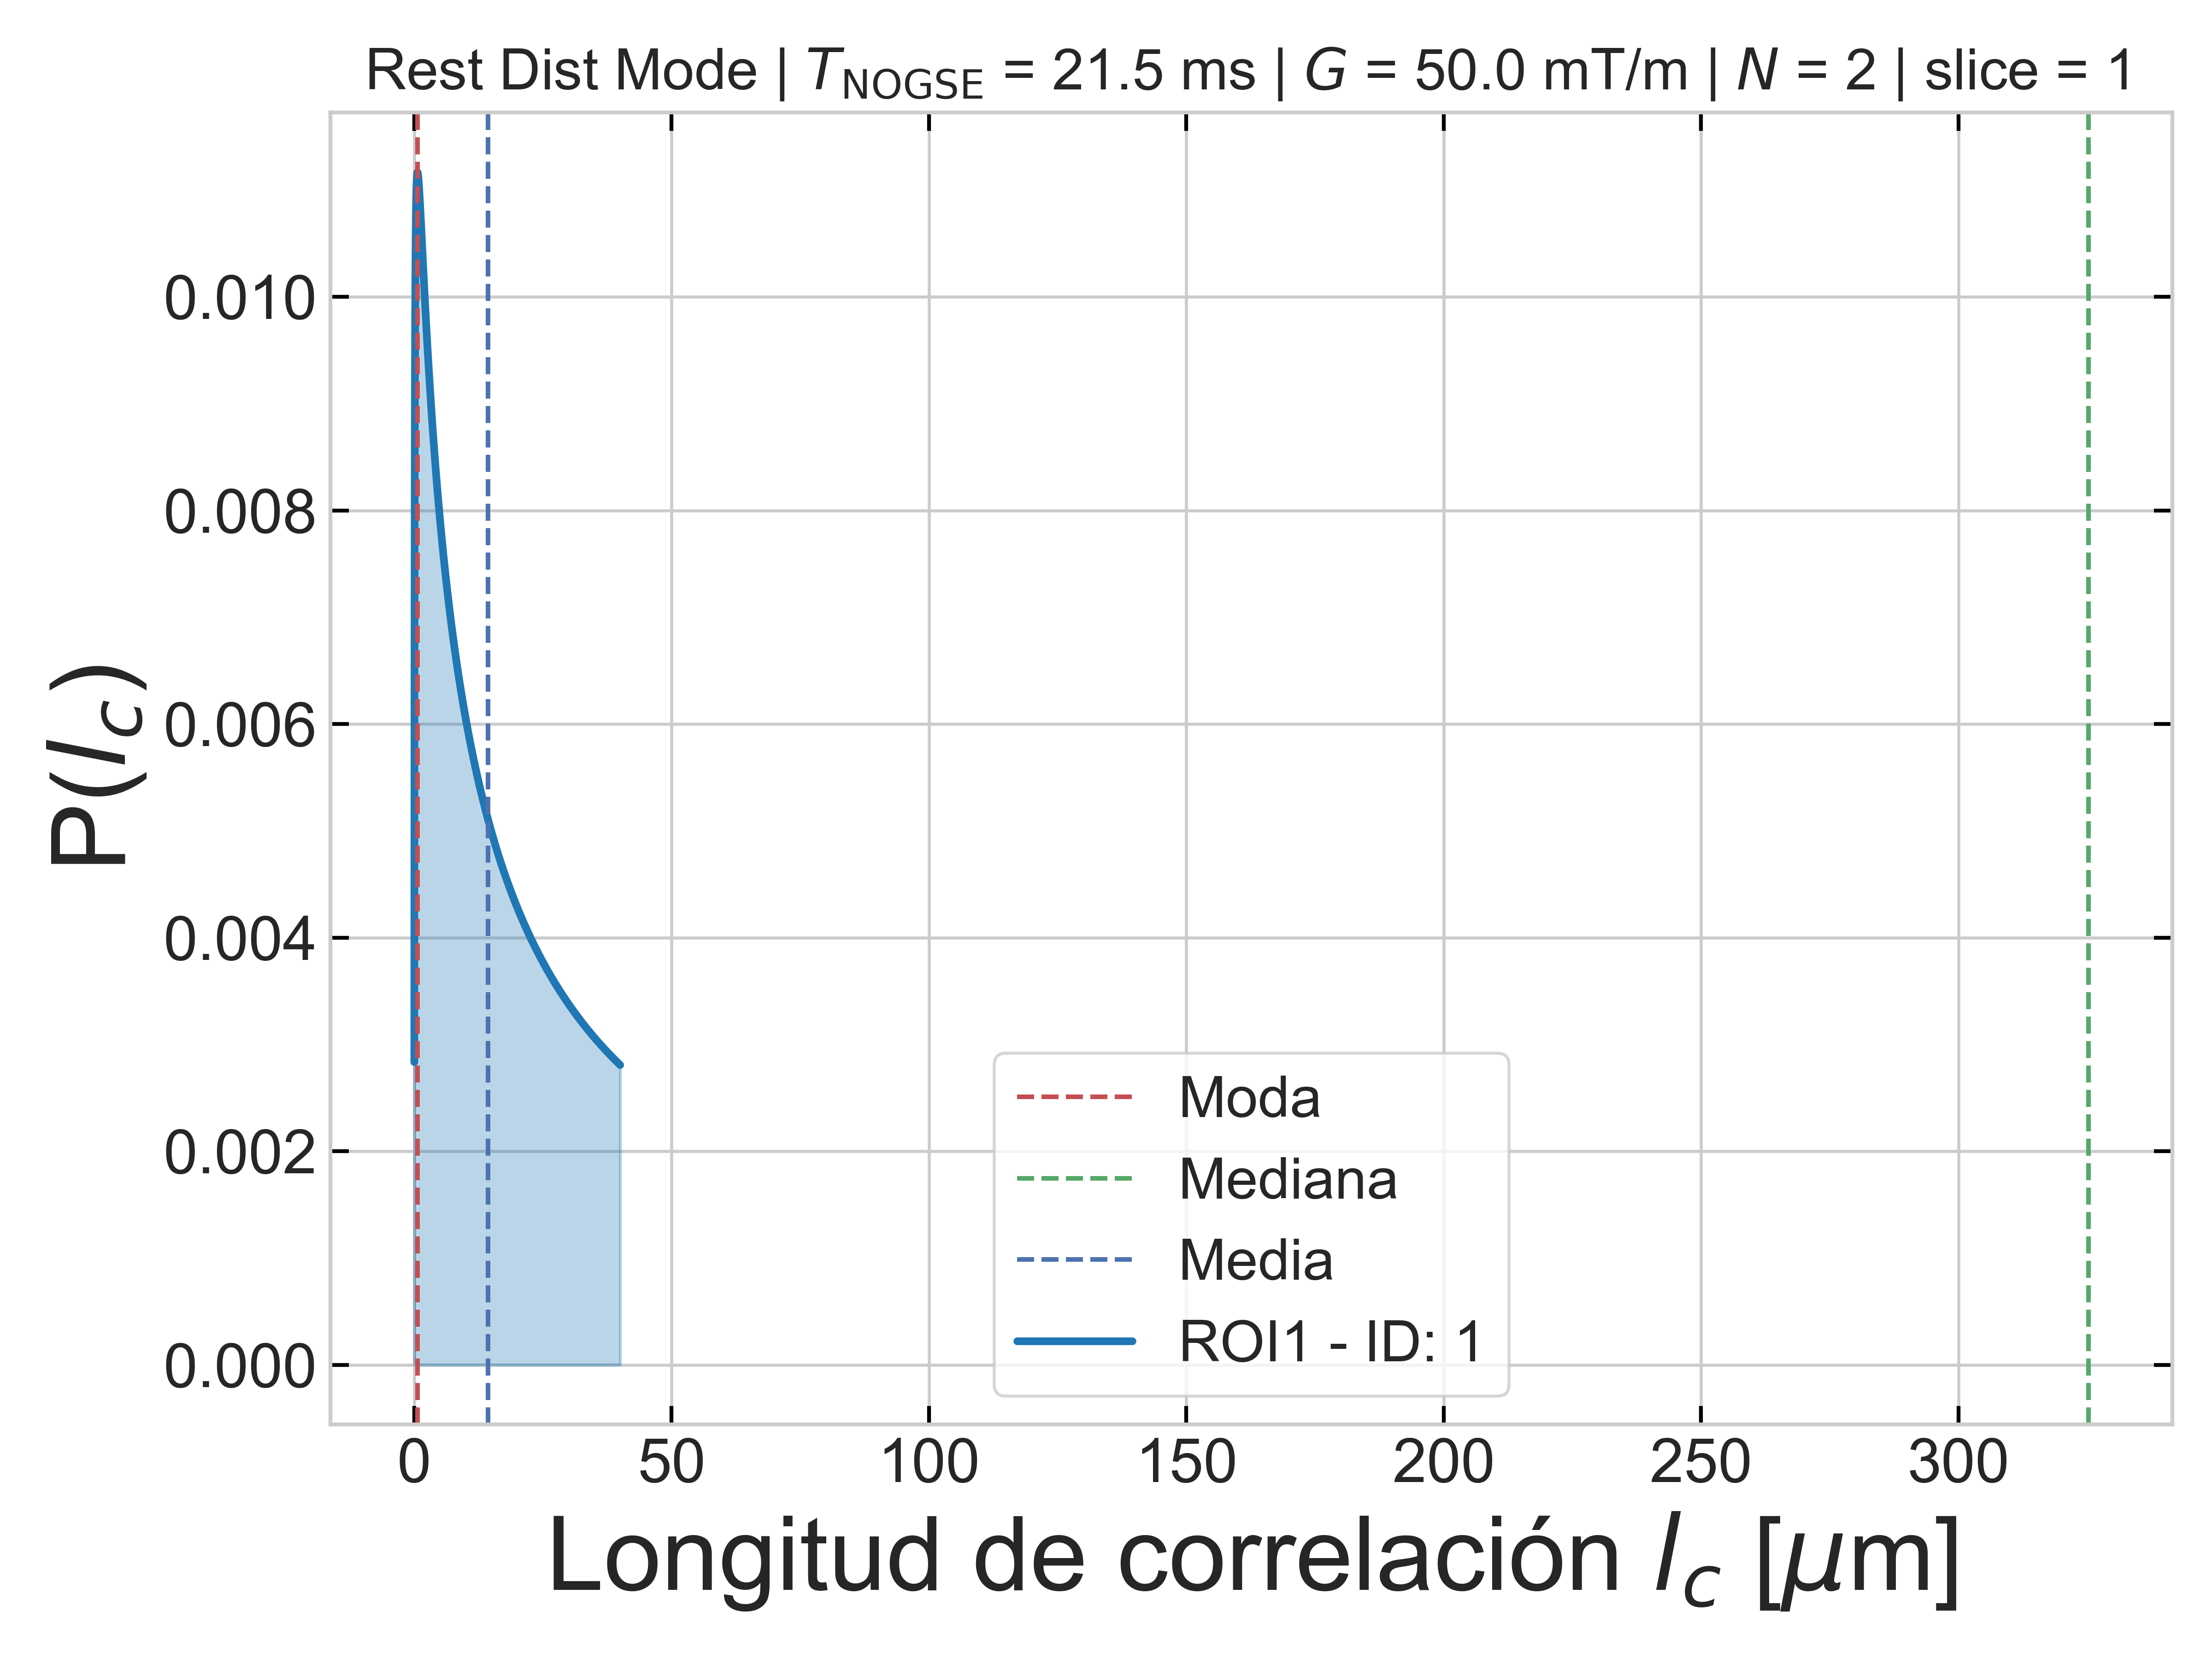 Rest Dist Mode | T_NOGSE = 21.5 ms | G = 50.0 mT/m | N = 2 | slice = 1
P(l_c)
0.010
0.008
0.006
0.004
0.002
0.000
Moda
Mediana
Media
ROI1 - ID: 1
0 50 100 150 200 250 300
Longitud de correlación l_c [μm]